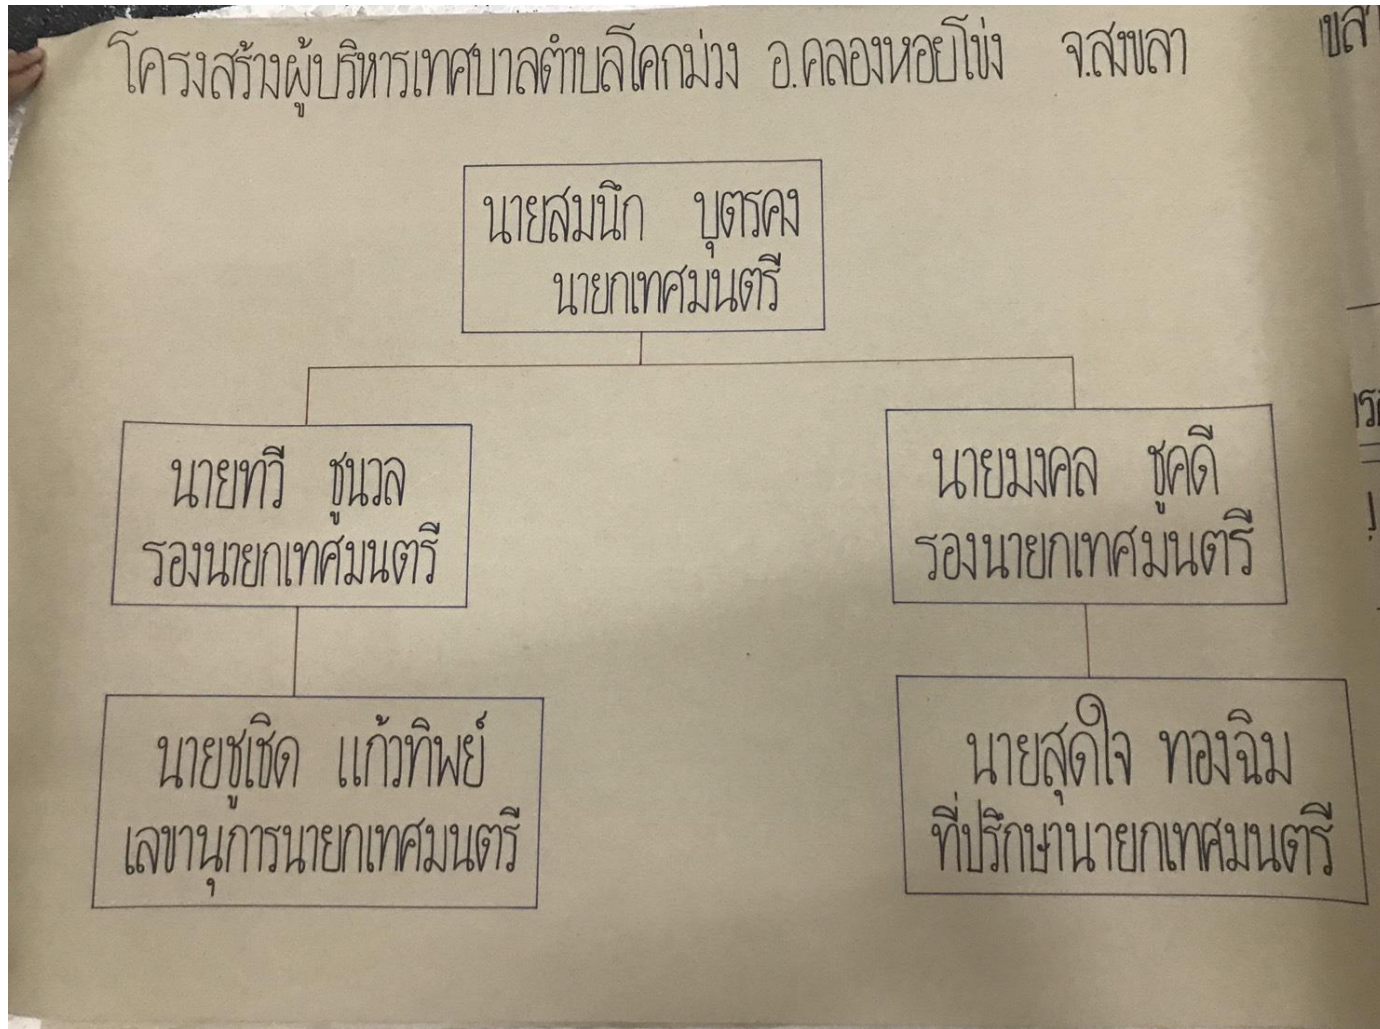 โครงสร้างผู้บริหารเทศบาลตำบลโคกม่วง อ.คลองหอยโข่ง จ.สงขลา
นายสมนึก บุตรคง
นายกเทศมนตรี
นายทวี ชูนวล
รองนายกเทศมนตรี
นายมงคล ชูคดี
รองนายกเทศมนตรี
นายชูเชิด แก้วทิพย์
เลขานุการนายกเทศมนตรี
นายสุดใจ ทองฉิม
ที่ปรึกษานายกเทศมนตรี